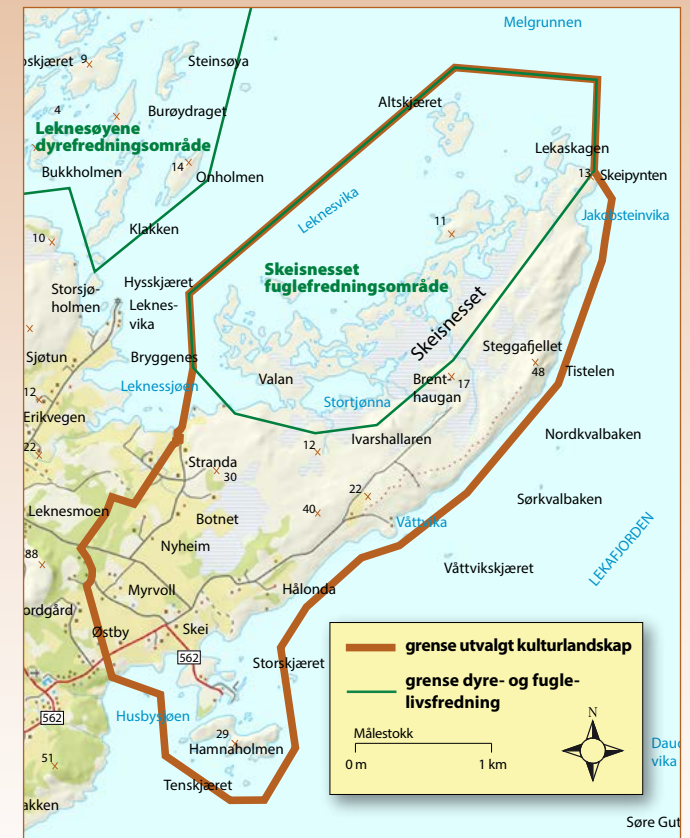 Melgrunnen
oskjæret 9
Steinsøya
Altskjæret
4
Burøydraget
Leknesøyene
dyrefredningsområde
Lekaskagen
Bukkholmen
14
Onholmen
13
Skeipynten
Leknesvika
Jakobsteinvika
11
Klakken
10
Skeisnesset
fuglefredningsområde
Hysskjæret
Storsjø-
holmen
Leknes-
vika
Skeisnesset
Steggafjellet
Sjøtun
Bryggenes
48
Tistelen
Valan
Brent-
haugan
17
Leknessjøen
12
Stortjønna
Erikvegen
Ivarshallaren
12
Nordkvalbaken
22
Stranda
30
22
Sørkvalbaken
Leknesmoen
Botnet
40
Våttvika
LEKAFJORDEN
Nyheim
88
Våttvikskjæret
Myrvoll
Hålonda
ordgård
Østby
Skei
562
Storskjæret
grense utvalgt kulturlandskap
grense dyre- og fugle-
livsfredning
562
Husbysjøen
29
Hamnaholmen
Målestokk
0 m
1 km
N
Daud
vika
51
Tenskjæret
akken
Søre Gut